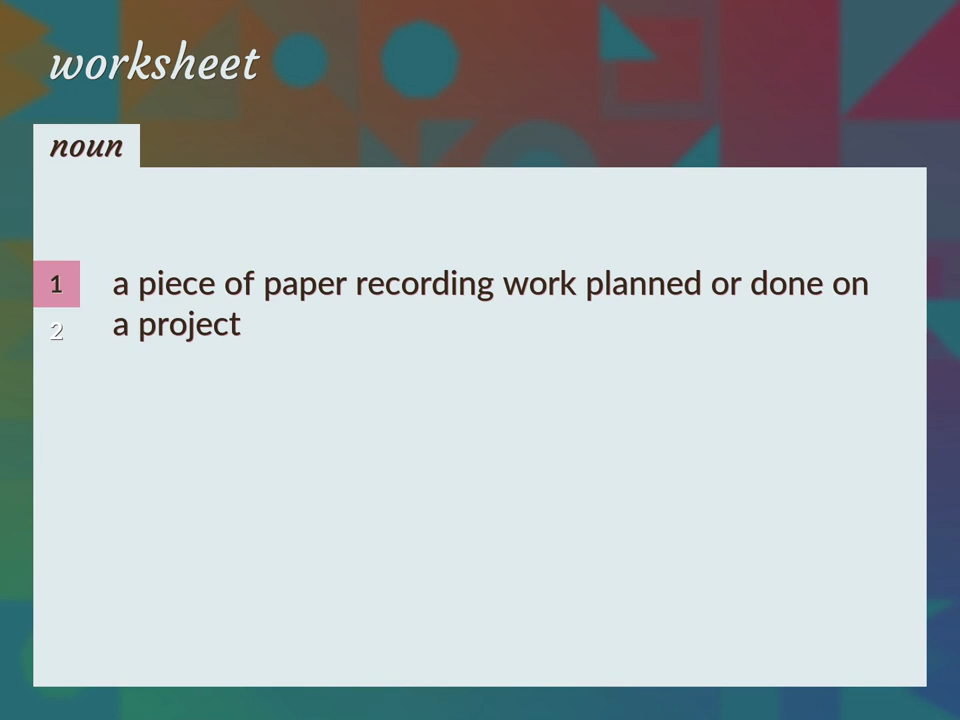 worksheet
noun
1
a piece of paper recording work planned or done on
a project
2